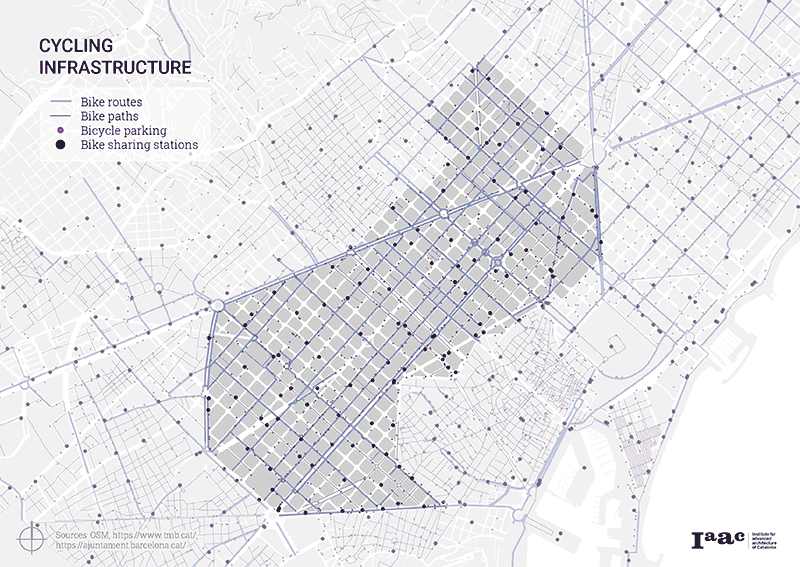 CYCLING
INFRASTRUCTURE
Bike routes
Bike paths
Bicycle parking
Bike sharing stations
Sources: OSM, https://www.tmb.cat/,
https://ajuntament.barcelona.cat/
Iaac
Institute for
advanced
architecture
of Catalonia